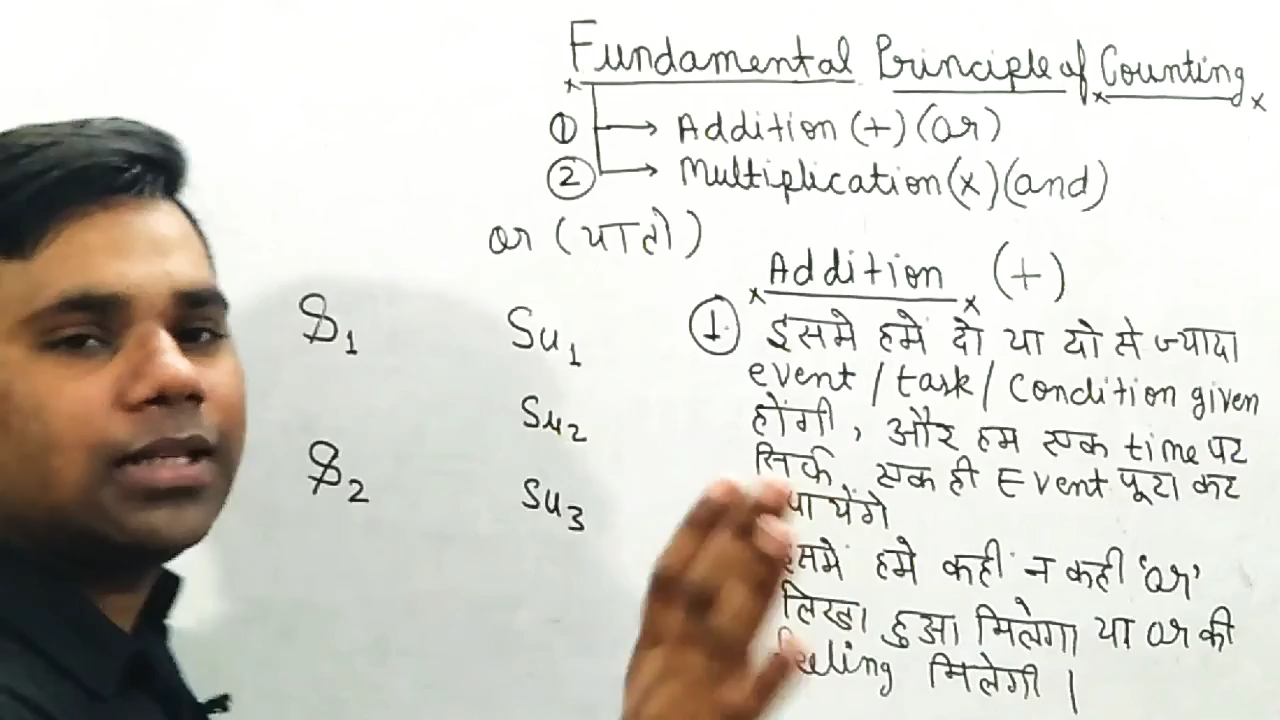 Fundamental Principle of Counting
① → Addition (+) (or)
② → Multiplication (x) (and)
or (या तो)
Addition (+)
① इसमे हमें दो या दो से ज्यादा
event / task / Condition given
होंगी, और हम एक time पर
सिर्फ एक ही Event पूरा कर
पायेंगे
इसमें हमे कही न कही 'or'
लिखा हुआ मिलेगा या or की
feeling मिलेगी ।
S1 Su1
Su2
S2 Su3